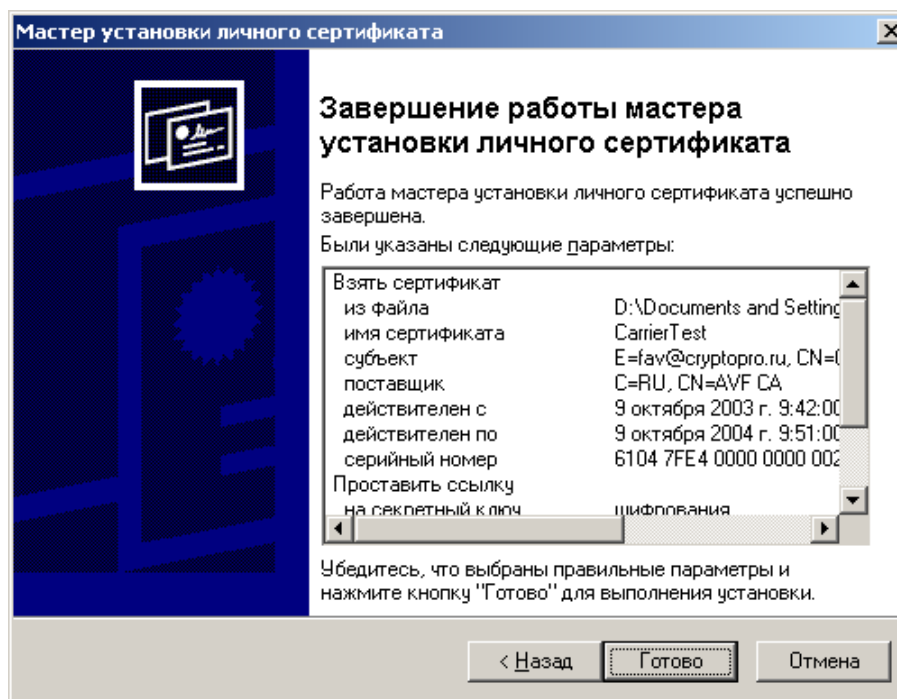 Мастер установки личного сертификата
Завершение работы мастера
установки личного сертификата
Работа мастера установки личного сертификата успешно
завершена.
Были указаны следующие параметры:
Взять сертификат
из файла D:\Documents and Setting
имя сертификата CarrierTest
субъект E=fav@cryptopro.ru, CN=
поставщик C=RU, CN=AVF CA
действителен с 9 октября 2003 г. 9:42:00
действителен по 9 октября 2004 г. 9:51:00
серийный номер 6104 7FE4 0000 0000 002
Проставить ссылку
на секретный ключ шифрования
Убедитесь, что выбраны правильные параметры и
нажмите кнопку "Готово" для выполнения установки.
< Назад Готово Отмена